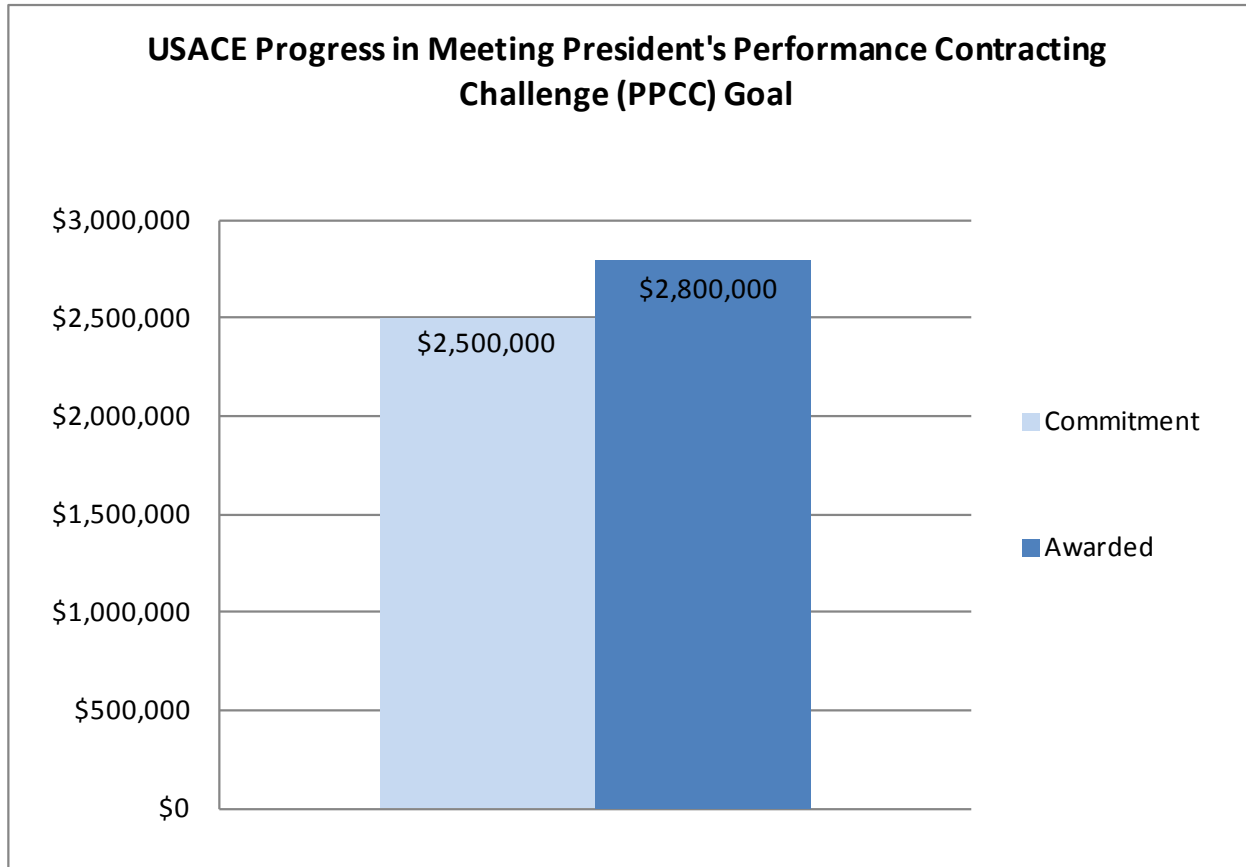 USACE Progress in Meeting President's Performance Contracting
Challenge (PPCC) Goal
$3,000,000
$2,500,000
$2,000,000
$1,500,000
$1,000,000
$500,000
$0
$2,500,000
$2,800,000
Commitment
Awarded